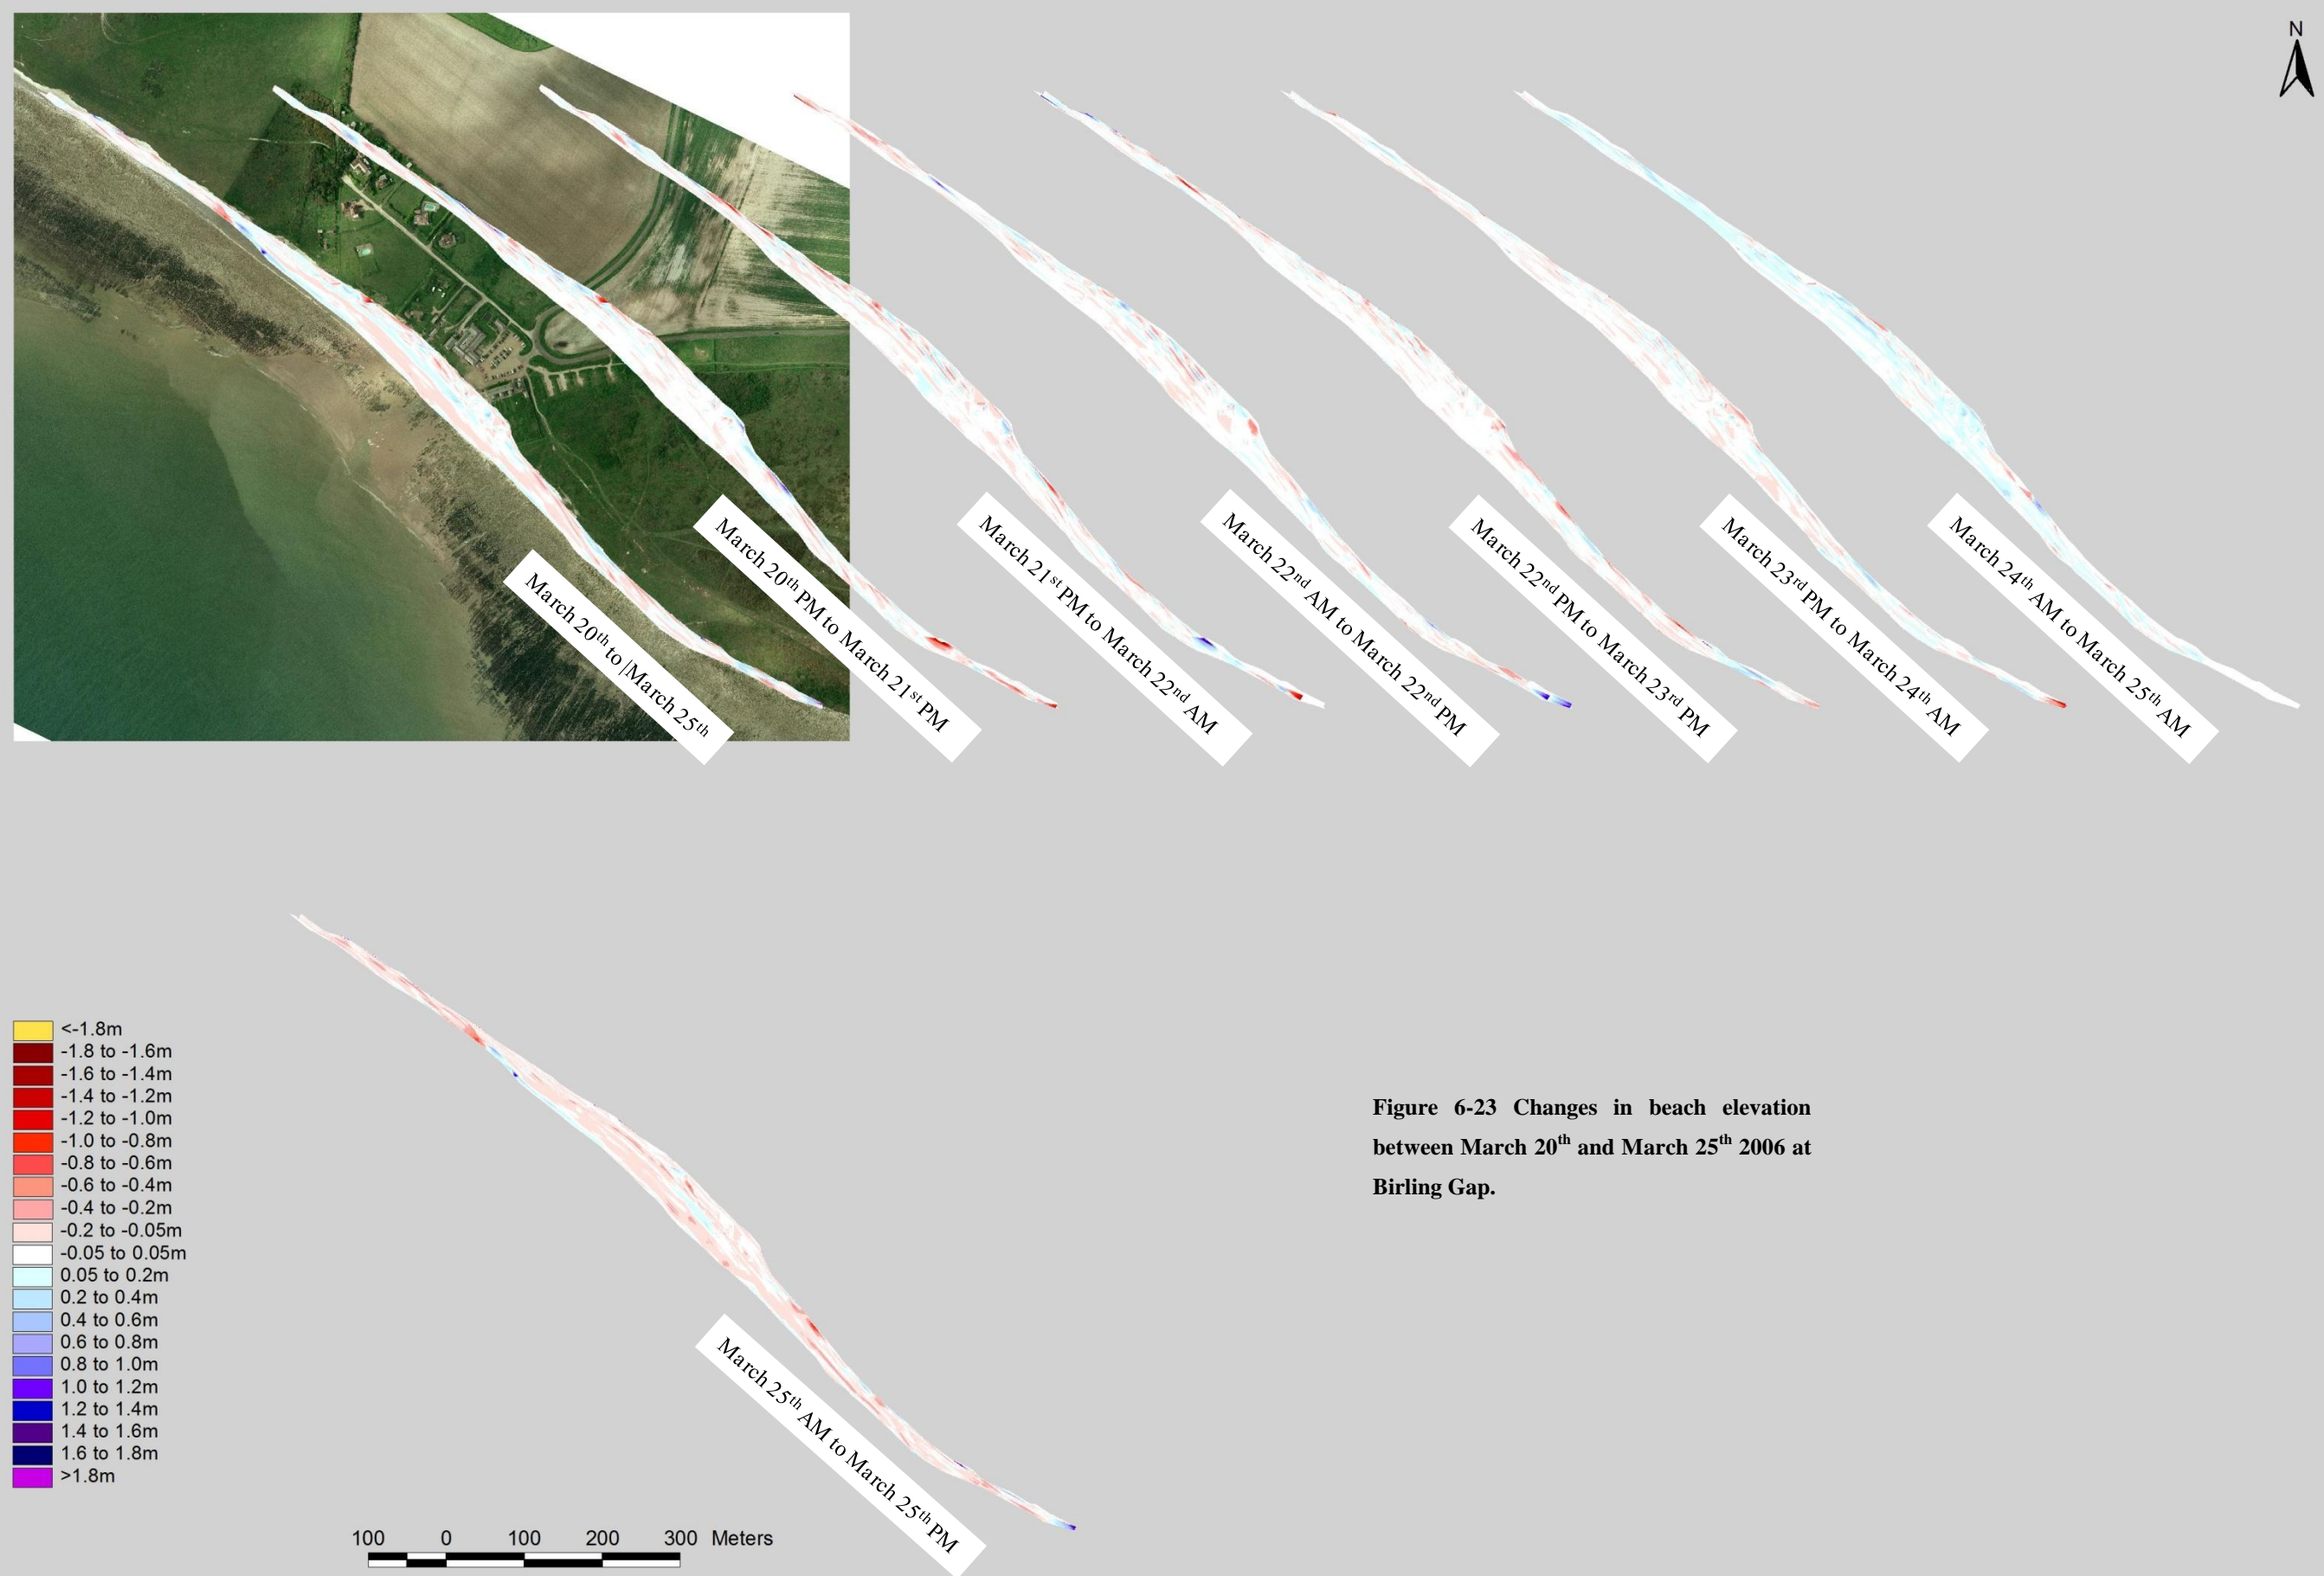 N
March 20th to |March 25th
March 20th PM to March 21st PM
March 21st PM to March 22nd AM
March 22nd AM to March 22nd PM
March 22nd PM to March 23rd PM
March 23rd PM to March 24th AM
March 24th AM to March 25th AM
<-1.8m
-1.8 to -1.6m
-1.6 to -1.4m
-1.4 to -1.2m
-1.2 to -1.0m
-1.0 to -0.8m
-0.8 to -0.6m
-0.6 to -0.4m
-0.4 to -0.2m
-0.2 to -0.05m
-0.05 to 0.05m
0.05 to 0.2m
0.2 to 0.4m
0.4 to 0.6m
0.6 to 0.8m
0.8 to 1.0m
1.0 to 1.2m
1.2 to 1.4m
1.4 to 1.6m
1.6 to 1.8m
>1.8m
March 25th AM to March 25th PM
100 0 100 200 300 Meters
Figure 6-23 Changes in beach elevation
between March 20th and March 25th 2006 at
Birling Gap.